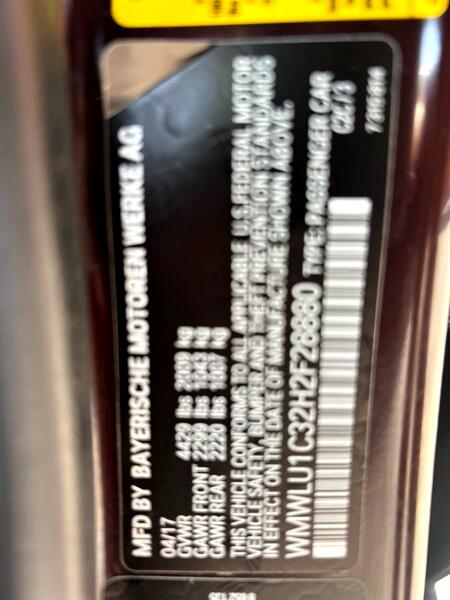 MFD BY BAYERISCHE MOTOREN WERKE AG
04/17
GVWR 4429 lbs 2009 kg
GAWR FRONT 2293 lbs 1043 kg
GAWR REAR 2220 lbs 1007 kg
THIS VEHICLE CONFORMS TO ALL APPLICABLE U.S. FEDERAL MOTOR
VEHICLE SAFETY, BUMPER AND THEFT PREVENTION STANDARDS
IN EFFECT ON THE DATE OF MANUFACTURE SHOWN ABOVE.
WMWLU1C32H2F28880 TYPE: PASSENGER CAR